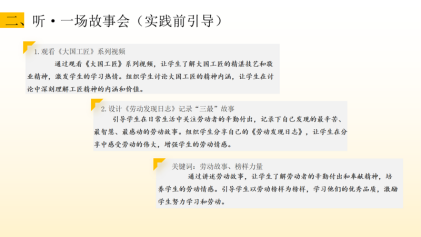 二、听·一场故事会（实践前引导）
1.观看《大国工匠》系列视频
通过观看《大国工匠》系列视频，让学生了解大国工匠的精湛技艺和敬
业精神，激发学生的学习热情。组织学生讨论大国工匠的精神内涵，让学生在讨
论中深刻理解工匠精神的内涵和价值。
2.设计《劳动发现日志》记录“三最”故事
引导学生在日常生活中关注劳动者的辛勤付出，记录下自己发现的最辛苦、
最智慧、最感动的劳动故事。组织学生分享自己的《劳动发现日志》，让学生在分
享中感受劳动的伟大，增强学生的劳动情感。
关键词：劳动故事、榜样力量
通过讲述劳动故事，让学生了解劳动者的辛勤付出和奉献精神，培
养学生的劳动情感。引导学生以劳动榜样为榜样，学习他们的优秀品质，激励
学生努力学习和劳动。